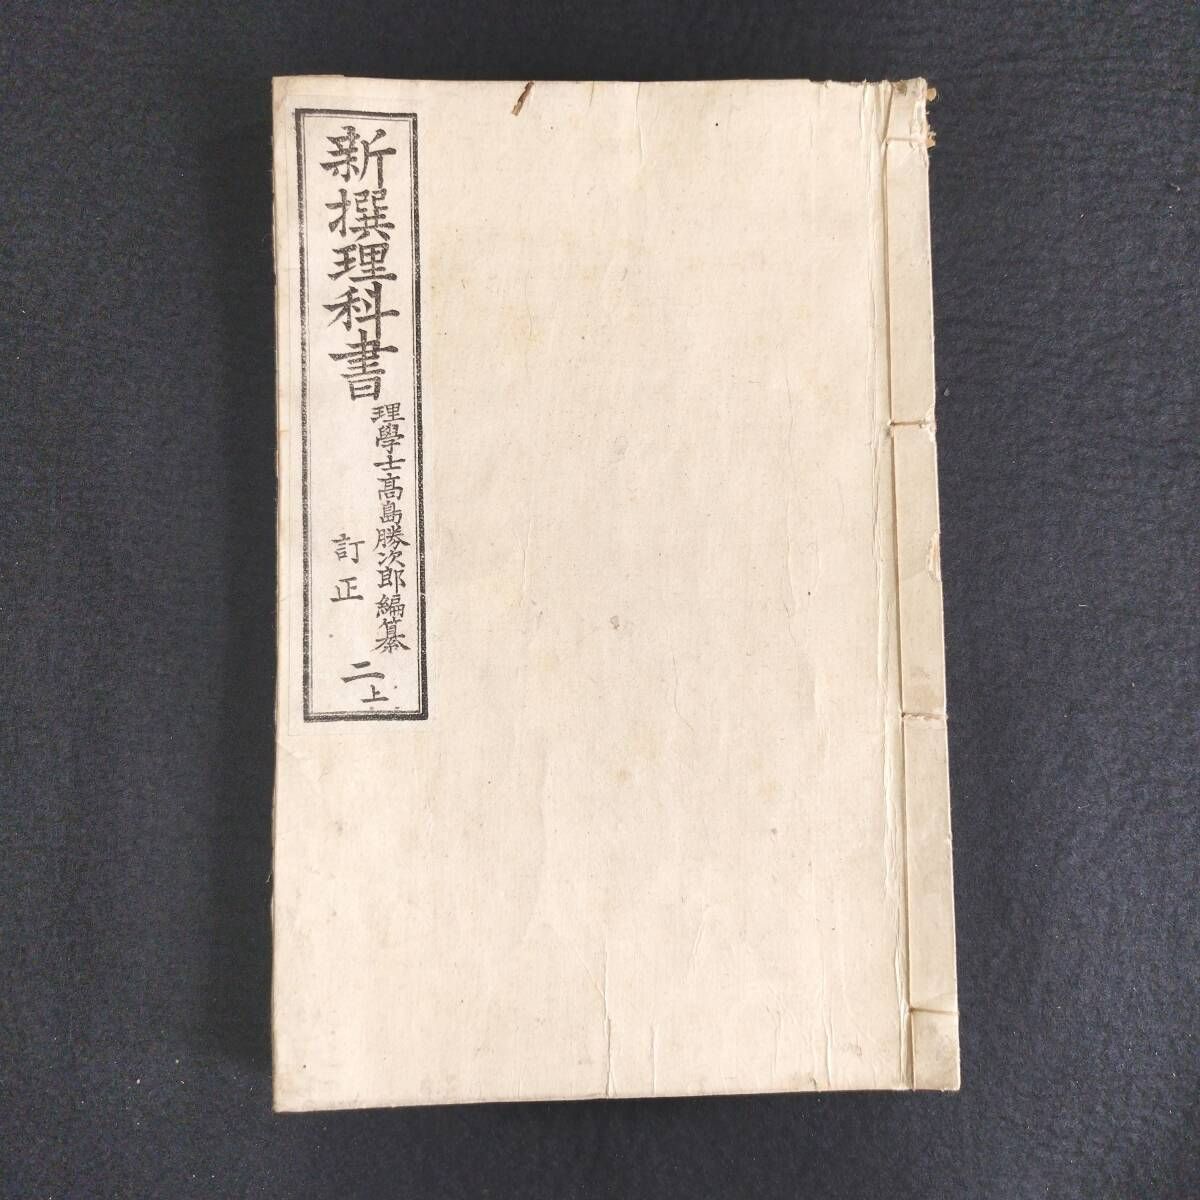 新撰理科書
理學士高島勝次郎編纂
訂正
二上